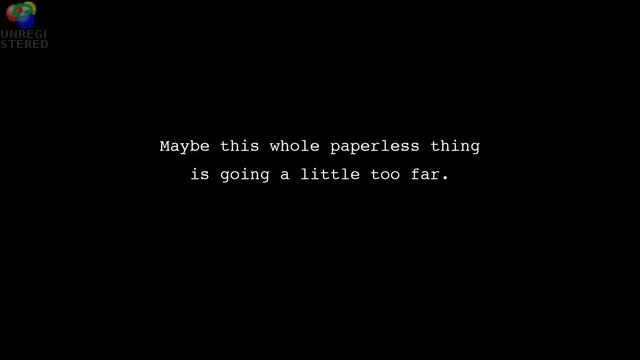 UNREGI
STERED
Maybe this whole paperless thing
is going a little too far.